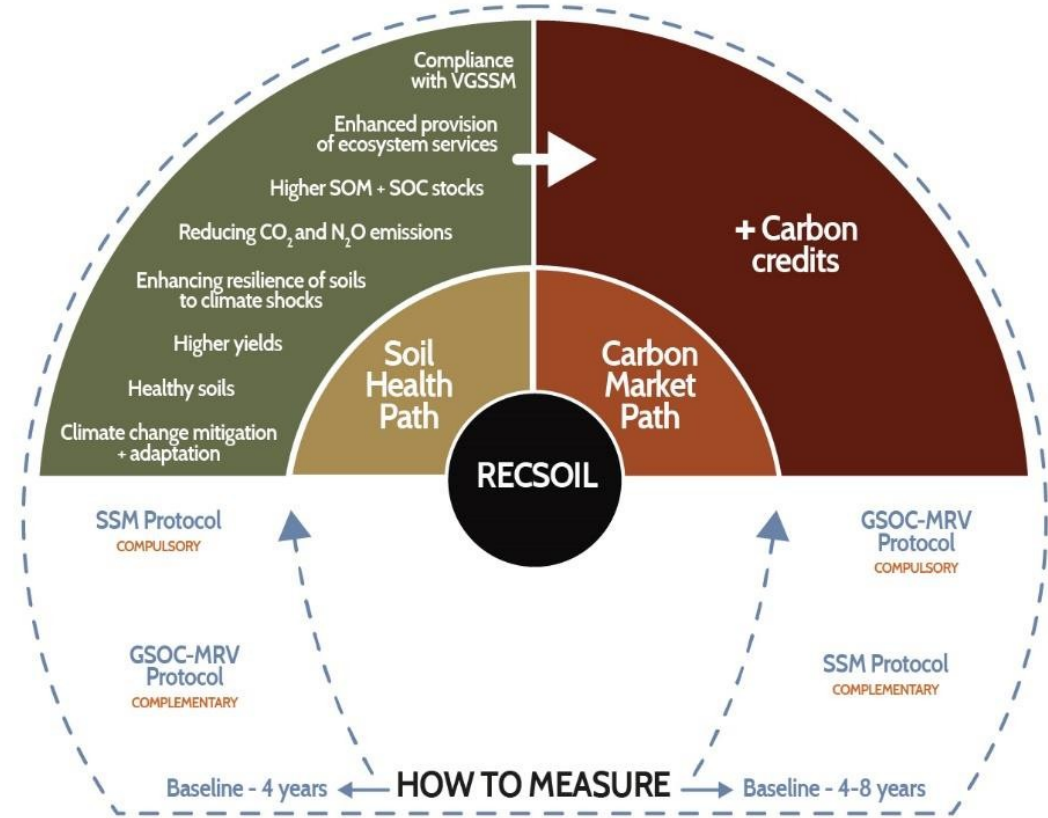 Compliance
with VGSSM
Enhanced provision
of ecosystem services
Higher SOM + SOC stocks
Reducing CO₂ and N₂O emissions
Enhancing resilience of soils
to climate shocks
Higher yields
Healthy soils
Climate change mitigation
+ adaptation
+ Carbon
credits
Soil
Health
Path
Carbon
Market
Path
RECSOIL
SSM Protocol
COMPULSORY
GSOC-MRV
Protocol
COMPLEMENTARY
GSOC-MRV
Protocol
COMPULSORY
SSM Protocol
COMPLEMENTARY
Baseline - 4 years
HOW TO MEASURE
Baseline - 4-8 years